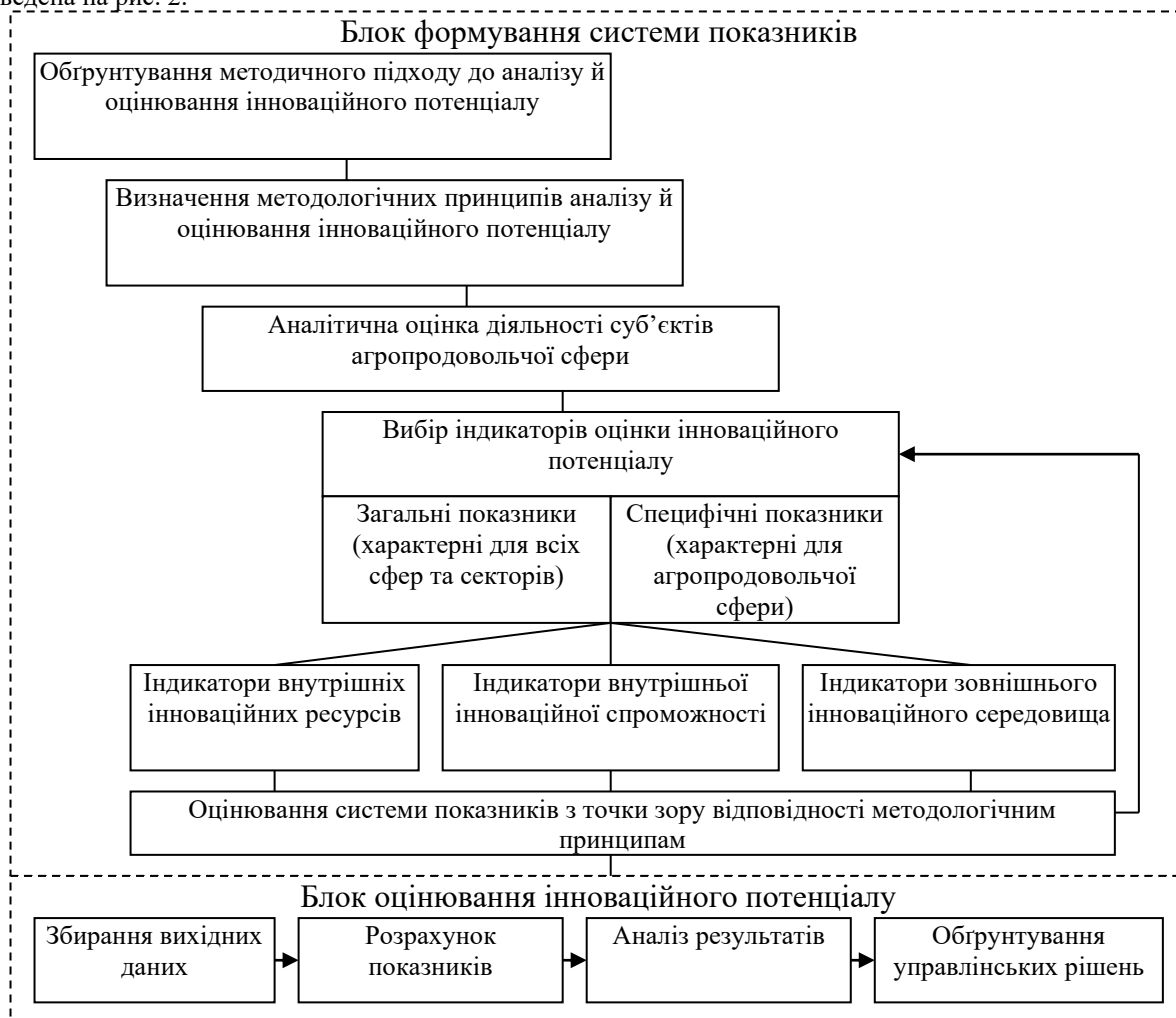 ведена на рис. 2.
Блок формування системи показників
Обґрунтування методичного підходу до аналізу й
оцінювання інноваційного потенціалу
Визначення методологічних принципів аналізу й
оцінювання інноваційного потенціалу
Аналітична оцінка діяльності суб’єктів
агропродовольчої сфери
Вибір індикаторів оцінки інноваційного
потенціалу
Загальні показники
(характерні для всіх
сфер та секторів)
Специфічні показники
(характерні для
агропродовольчої
сфери)
Індикатори внутрішніх
інноваційних ресурсів
Індикатори внутрішньої
інноваційної спроможності
Індикатори зовнішнього
інноваційного середовища
Оцінювання системи показників з точки зору відповідності методологічним
принципам
Блок оцінювання інноваційного потенціалу
Збирання вихідних
даних
Розрахунок
показників
Аналіз результатів
Обґрунтування
управлінських рішень